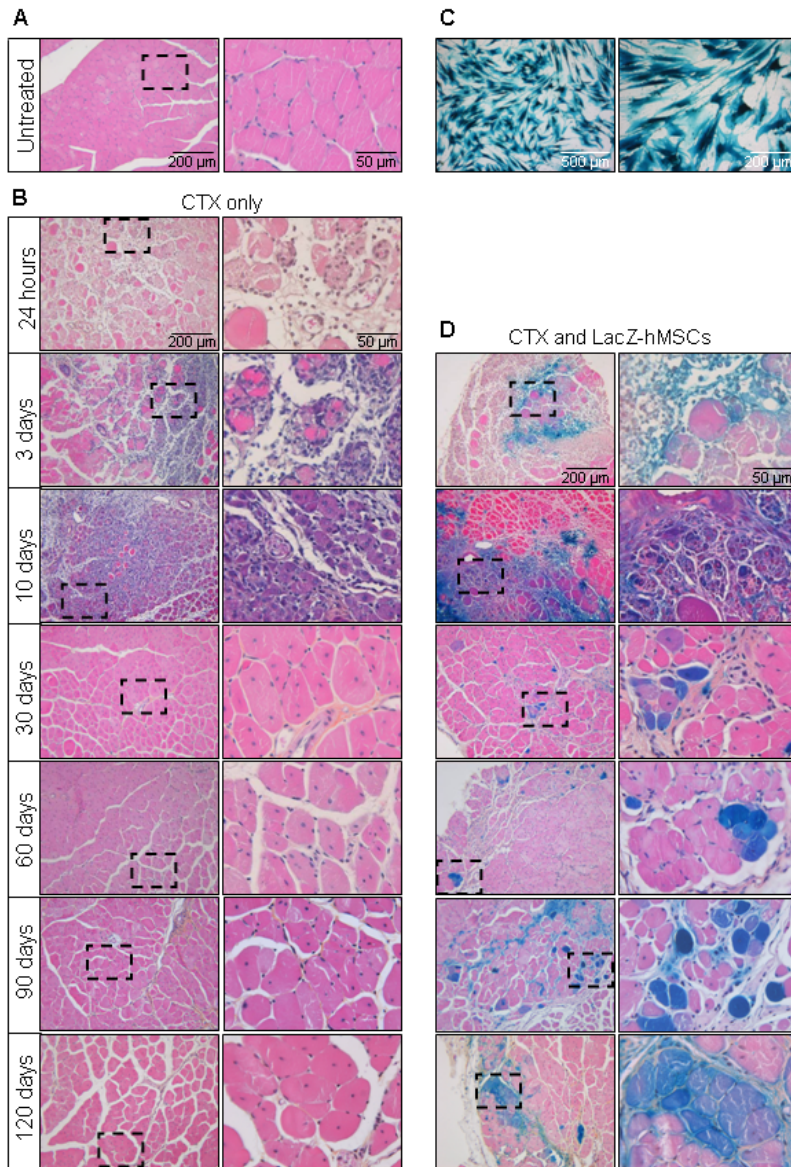 A
Untreated
200 µm
50 µm
C
500 µm
200 µm
B
CTX only
24 hours
200 µm
50 µm
3 days
10 days
30 days
60 days
90 days
120 days
D
CTX and LacZ-hMSCs
200 µm
50 µm